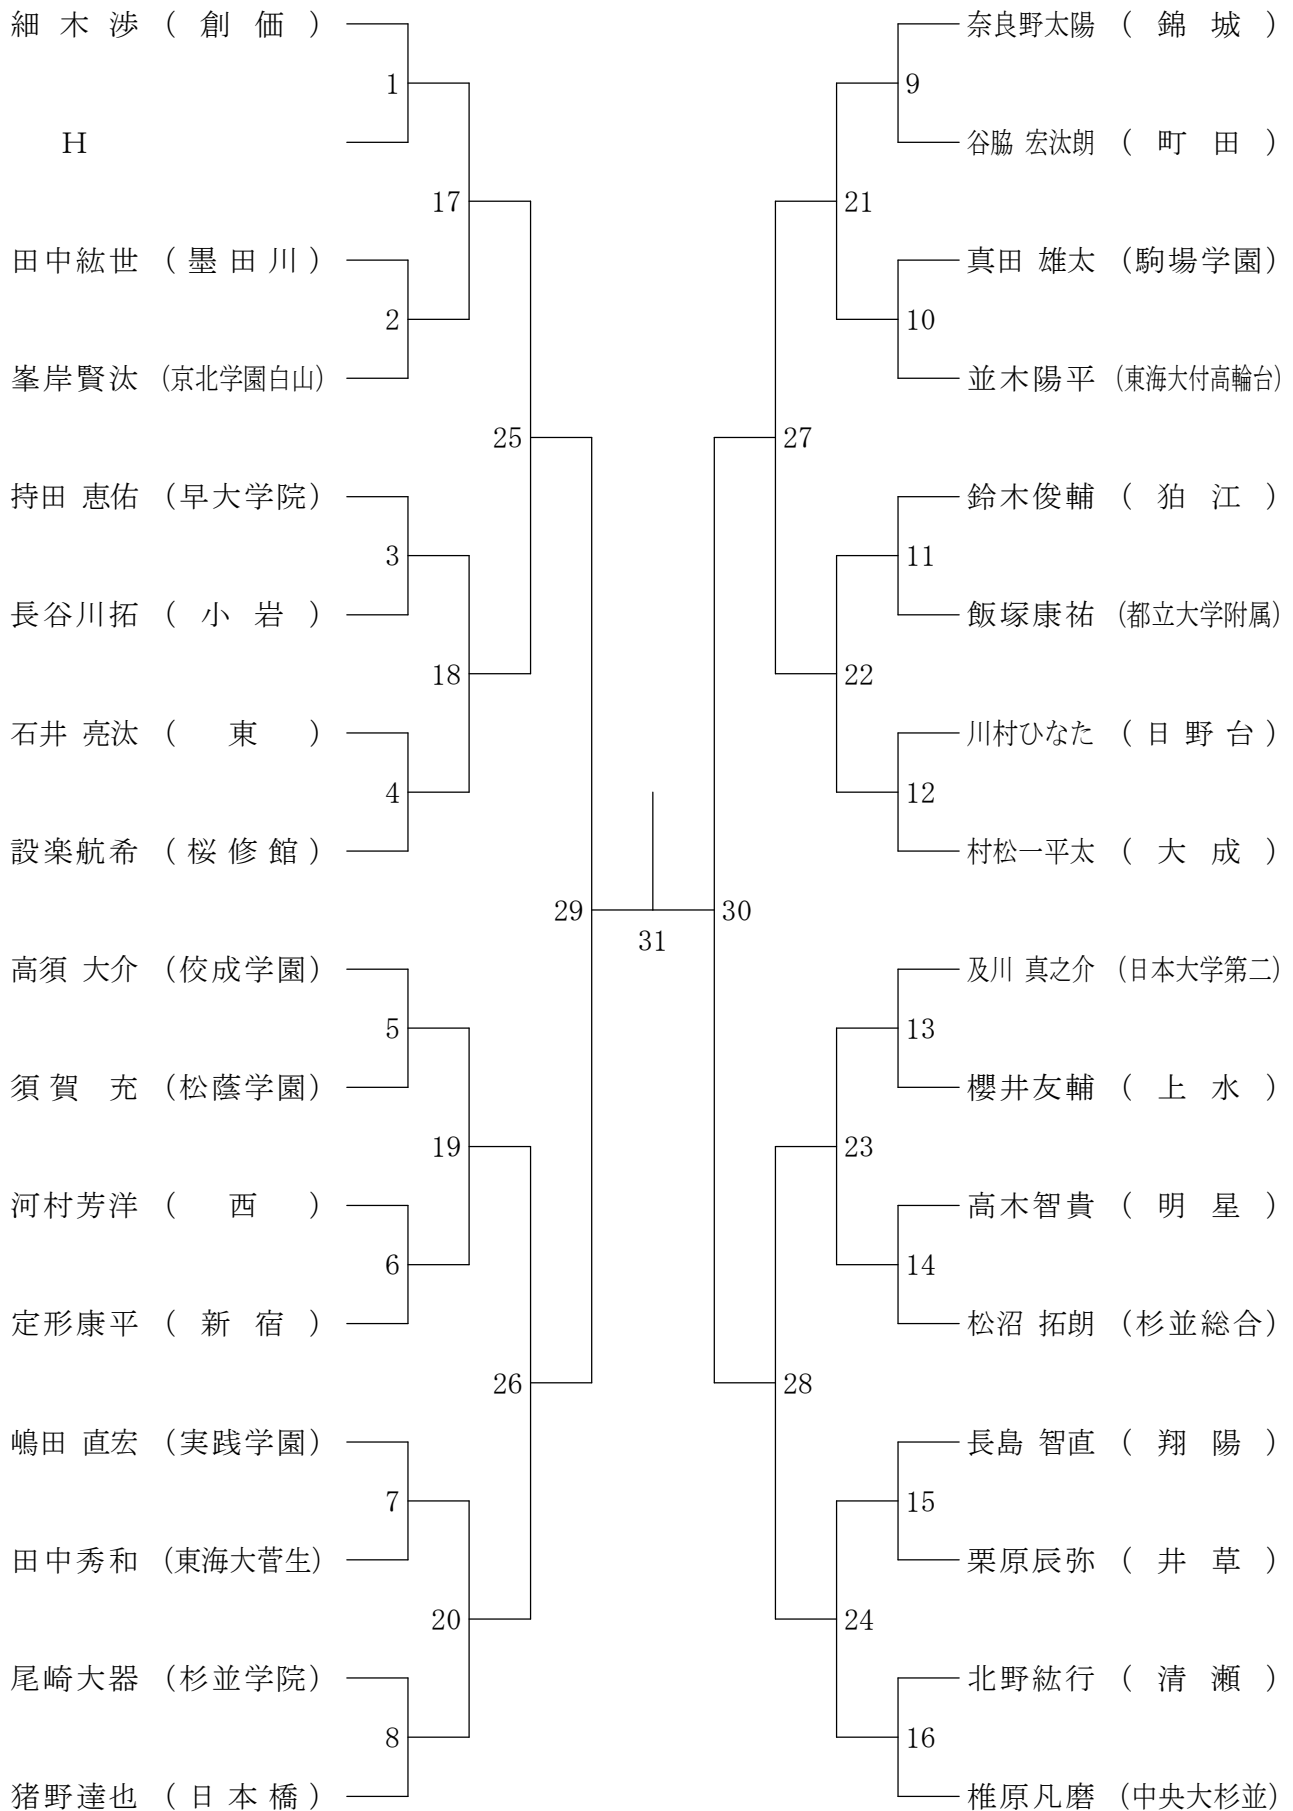 細木渉（創価）
1
H
17
田中紘世（墨田川）
2
峯岸賢汰（京北学園白山）
25
持田 恵佑（早大学院）
3
長谷川拓（小岩）
18
石井 亮汰（東）
4
設楽航希（桜修館）
29
高須 大介（佼成学園）
5
須賀 充（松蔭学園）
19
河村芳洋（西）
6
定形康平（新宿）
26
嶋田 直宏（実践学園）
7
田中秀和（東海大菅生）
20
尾崎大器（杉並学院）
8
猪野達也（日本橋）
31
奈良野太陽（錦城）
9
谷脇 宏汰朗（町田）
21
真田 雄太（駒場学園）
10
並木陽平（東海大付高輪台）
27
鈴木俊輔（狛江）
11
飯塚康祐（都立大学附属）
22
川村ひなた（日野台）
12
村松一平太（大成）
30
及川 真之介（日本大学第二）
13
櫻井友輔（上水）
23
高木智貴（明星）
14
松沼 拓朗（杉並総合）
28
長島 智直（翔陽）
15
栗原辰弥（井草）
24
北野紘行（清瀬）
16
椎原凡磨（中央大杉並）